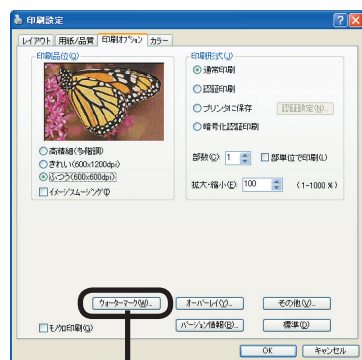 印刷設定
レイアウト 用紙/品質 印刷オプション カラー
印刷品位(Q)
高精細(多階調)
きれい(600x1200dpi)
ふつう(600x600dpi)
イメージスムージング(I)
印刷形式(J)
通常印刷
認証印刷
プリンタに保存 認証設定(N)...
暗号化認証印刷
部数(C) 1 部単位で印刷(L)
拡大・縮小(E) 100 (1-1000 %)
ウォーターマーク(W)... オーバーレイ(Y)... その他(V)...
モノクロ印刷(G) バージョン情報(B)... 標準(D)
OK キャンセル